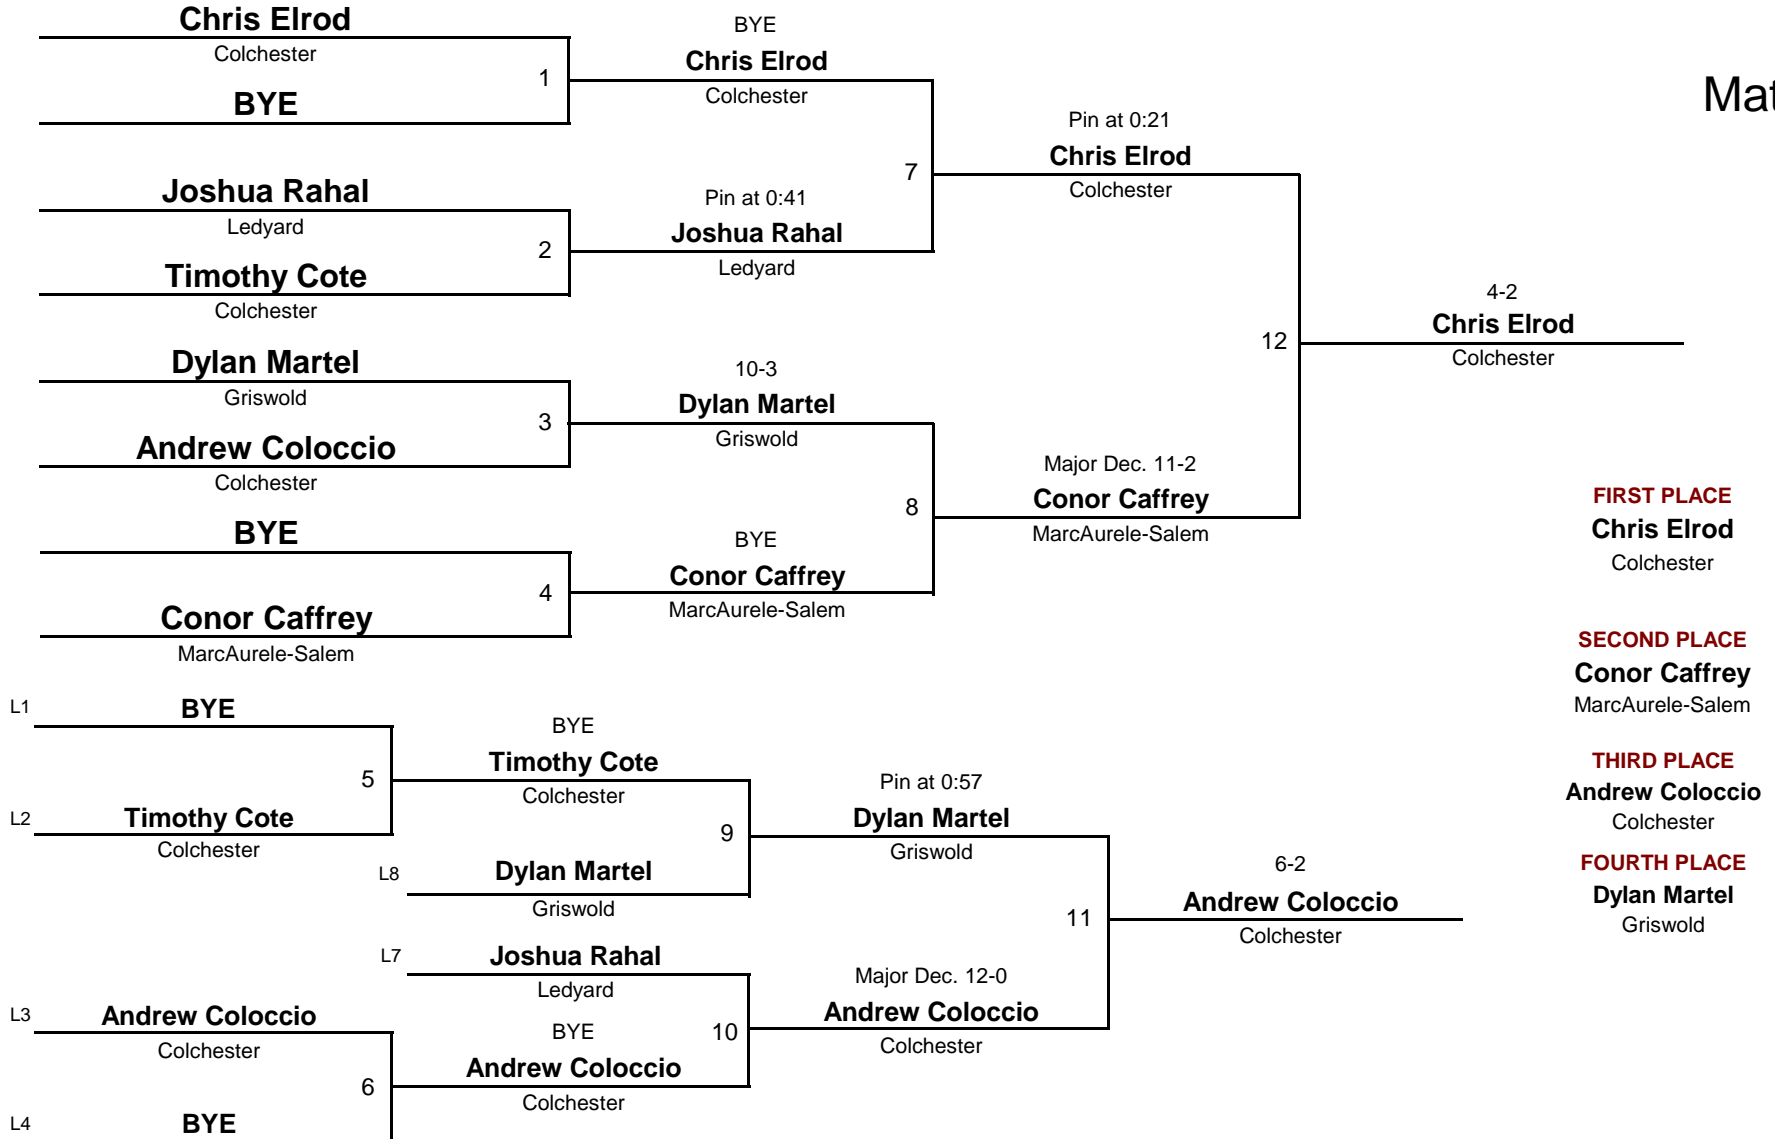 Chris Elrod
Colchester
1
BYE
BYE
Chris Elrod
Colchester
Joshua Rahal
Ledyard
2
Timothy Cote
Colchester
Pin at 0:41
Joshua Rahal
Ledyard
7
Pin at 0:21
Chris Elrod
Colchester
Mat
Dylan Martel
Griswold
3
Andrew Coloccio
Colchester
10-3
Dylan Martel
Griswold
BYE
4
Conor Caffrey
MarcAurele-Salem
BYE
Conor Caffrey
MarcAurele-Salem
8
Major Dec. 11-2
Conor Caffrey
MarcAurele-Salem
12
4-2
Chris Elrod
Colchester
FIRST PLACE
Chris Elrod
Colchester
SECOND PLACE
Conor Caffrey
MarcAurele-Salem
THIRD PLACE
Andrew Coloccio
Colchester
FOURTH PLACE
Dylan Martel
Griswold
L1
BYE
5
L2
Timothy Cote
Colchester
BYE
Timothy Cote
Colchester
9
L8
Dylan Martel
Griswold
Pin at 0:57
Dylan Martel
Griswold
L7
Joshua Rahal
Ledyard
10
L3
Andrew Coloccio
Colchester
6
L4
BYE
BYE
Andrew Coloccio
Colchester
Major Dec. 12-0
Andrew Coloccio
Colchester
11
6-2
Andrew Coloccio
Colchester